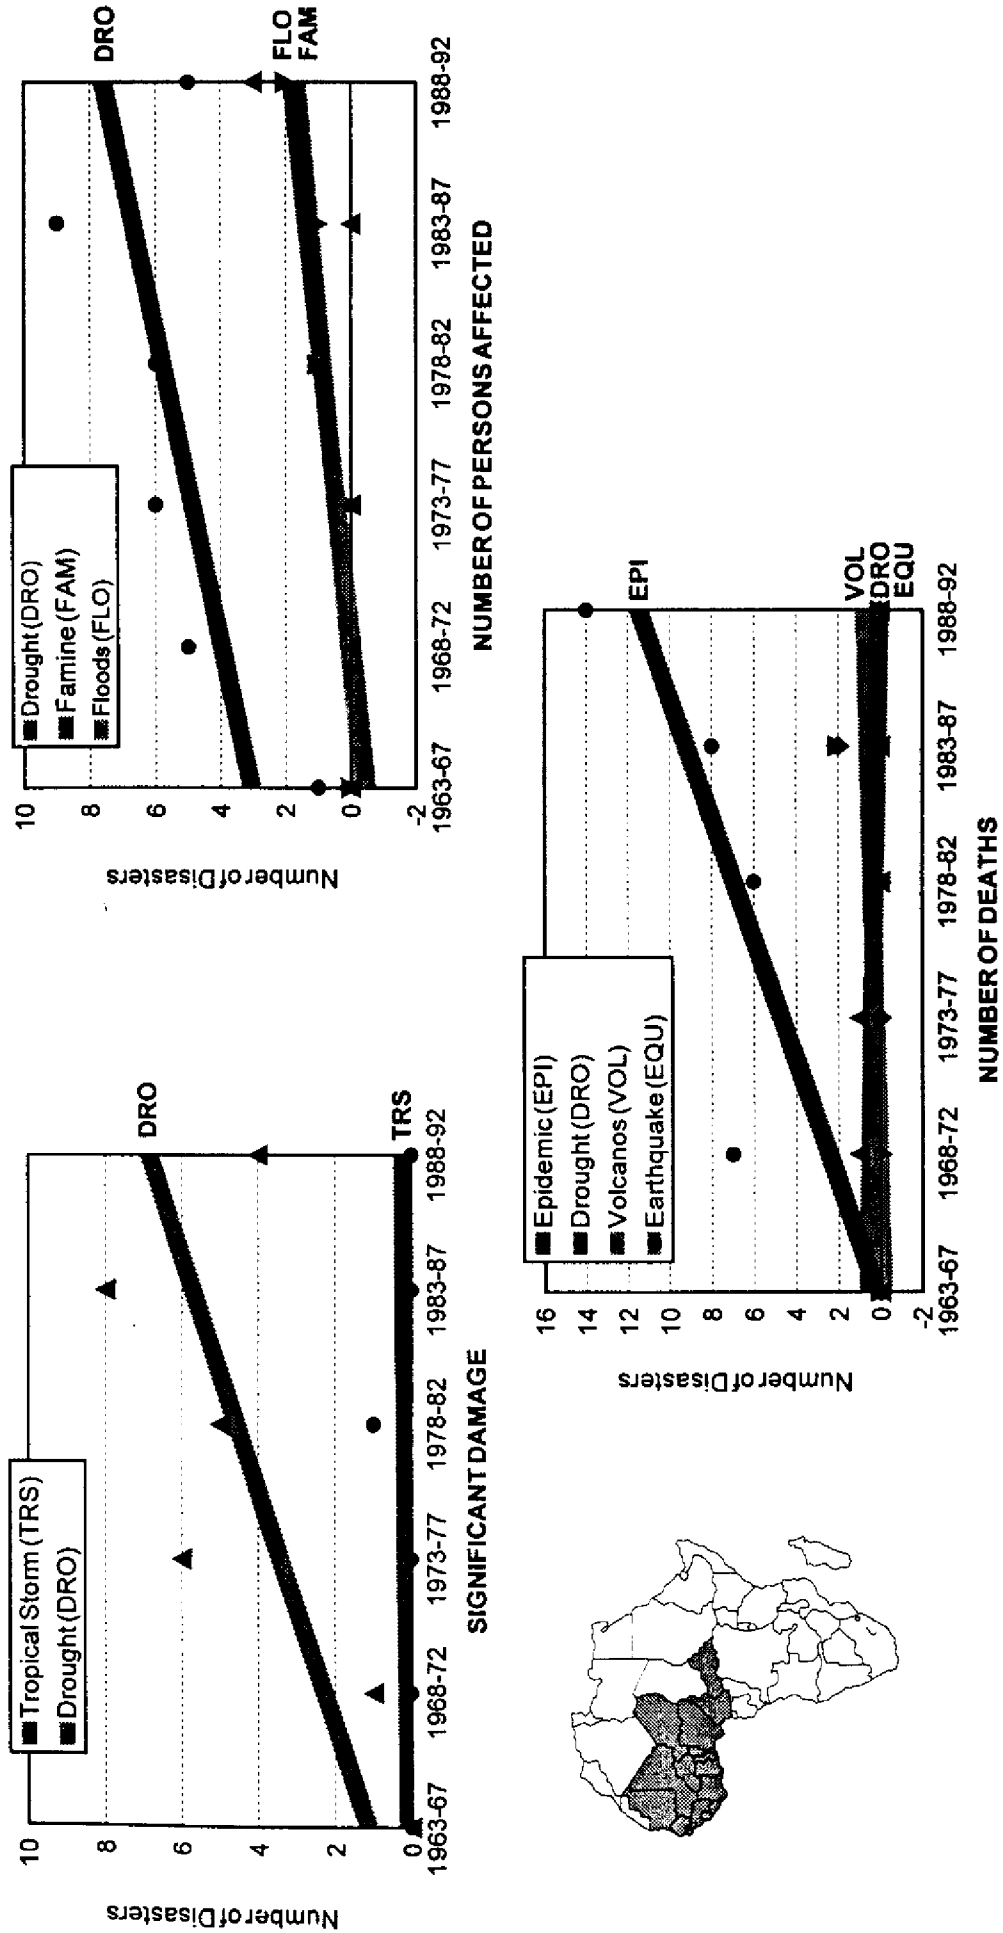 Tropical Storm (TRS)
Drought (DRO)
Number of Disasters
10
8
6
4
2
0
1963-67
1968-72
1973-77
1978-82
1983-87
1988-92
DRO
TRS
SIGNIFICANT DAMAGE
Drought (DRO)
Famine (FAM)
Floods (FLO)
Number of Disasters
10
8
6
4
2
0
-2
1963-67
1968-72
1973-77
1978-82
1983-87
1988-92
DRO
FLO
FAM
NUMBER OF PERSONS AFFECTED
Epidemic (EPI)
Drought (DRO)
Volcanos (VOL)
Earthquake (EQU)
Number of Disasters
16
14
12
10
8
6
4
2
0
-2
1963-67
1968-72
1973-77
1978-82
1983-87
1988-92
EPI
VOL
DRO
EQU
NUMBER OF DEATHS